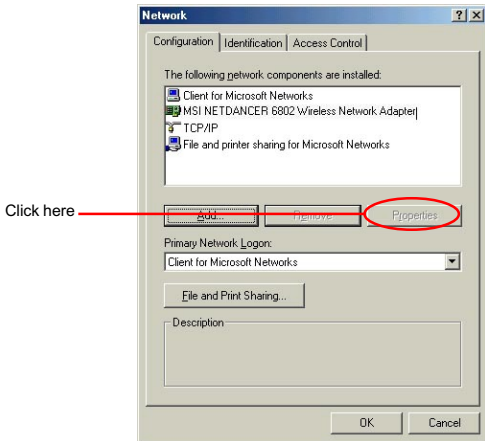 Network
Configuration Identification Access Control
The following network components are installed:
Client for Microsoft Networks
MSI NETDANCER 6802 Wireless Network Adapter
TCP/IP
File and printer sharing for Microsoft Networks
Click here
Add... Remove Properties
Primary Network Logon:
Client for Microsoft Networks
File and Print Sharing...
Description
OK Cancel